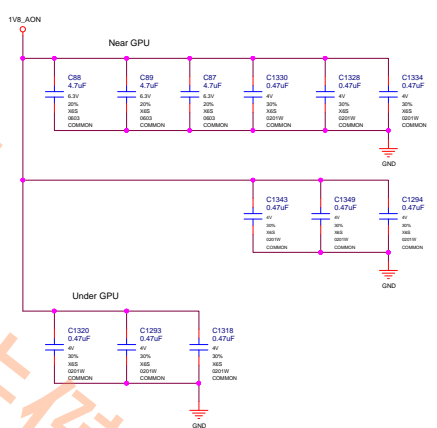 1V8_AON
Near GPU
C88
4.7uF
6.3V
20%
X6S
0603
COMMON
C89
4.7uF
6.3V
20%
X6S
0603
COMMON
C87
4.7uF
6.3V
20%
X6S
0603
COMMON
C1330
0.47uF
4V
30%
X6S
0201W
COMMON
C1328
0.47uF
4V
30%
X6S
0201W
COMMON
C1334
0.47uF
4V
30%
X6S
0201W
COMMON
GND
C1343
0.47uF
4V
30%
X6S
0201W
COMMON
C1349
0.47uF
4V
30%
X6S
0201W
COMMON
C1294
0.47uF
4V
30%
X6S
0201W
COMMON
GND
Under GPU
C1320
0.47uF
4V
30%
X6S
0201W
COMMON
C1293
0.47uF
4V
30%
X6S
0201W
COMMON
C1318
0.47uF
4V
30%
X6S
0201W
COMMON
GND